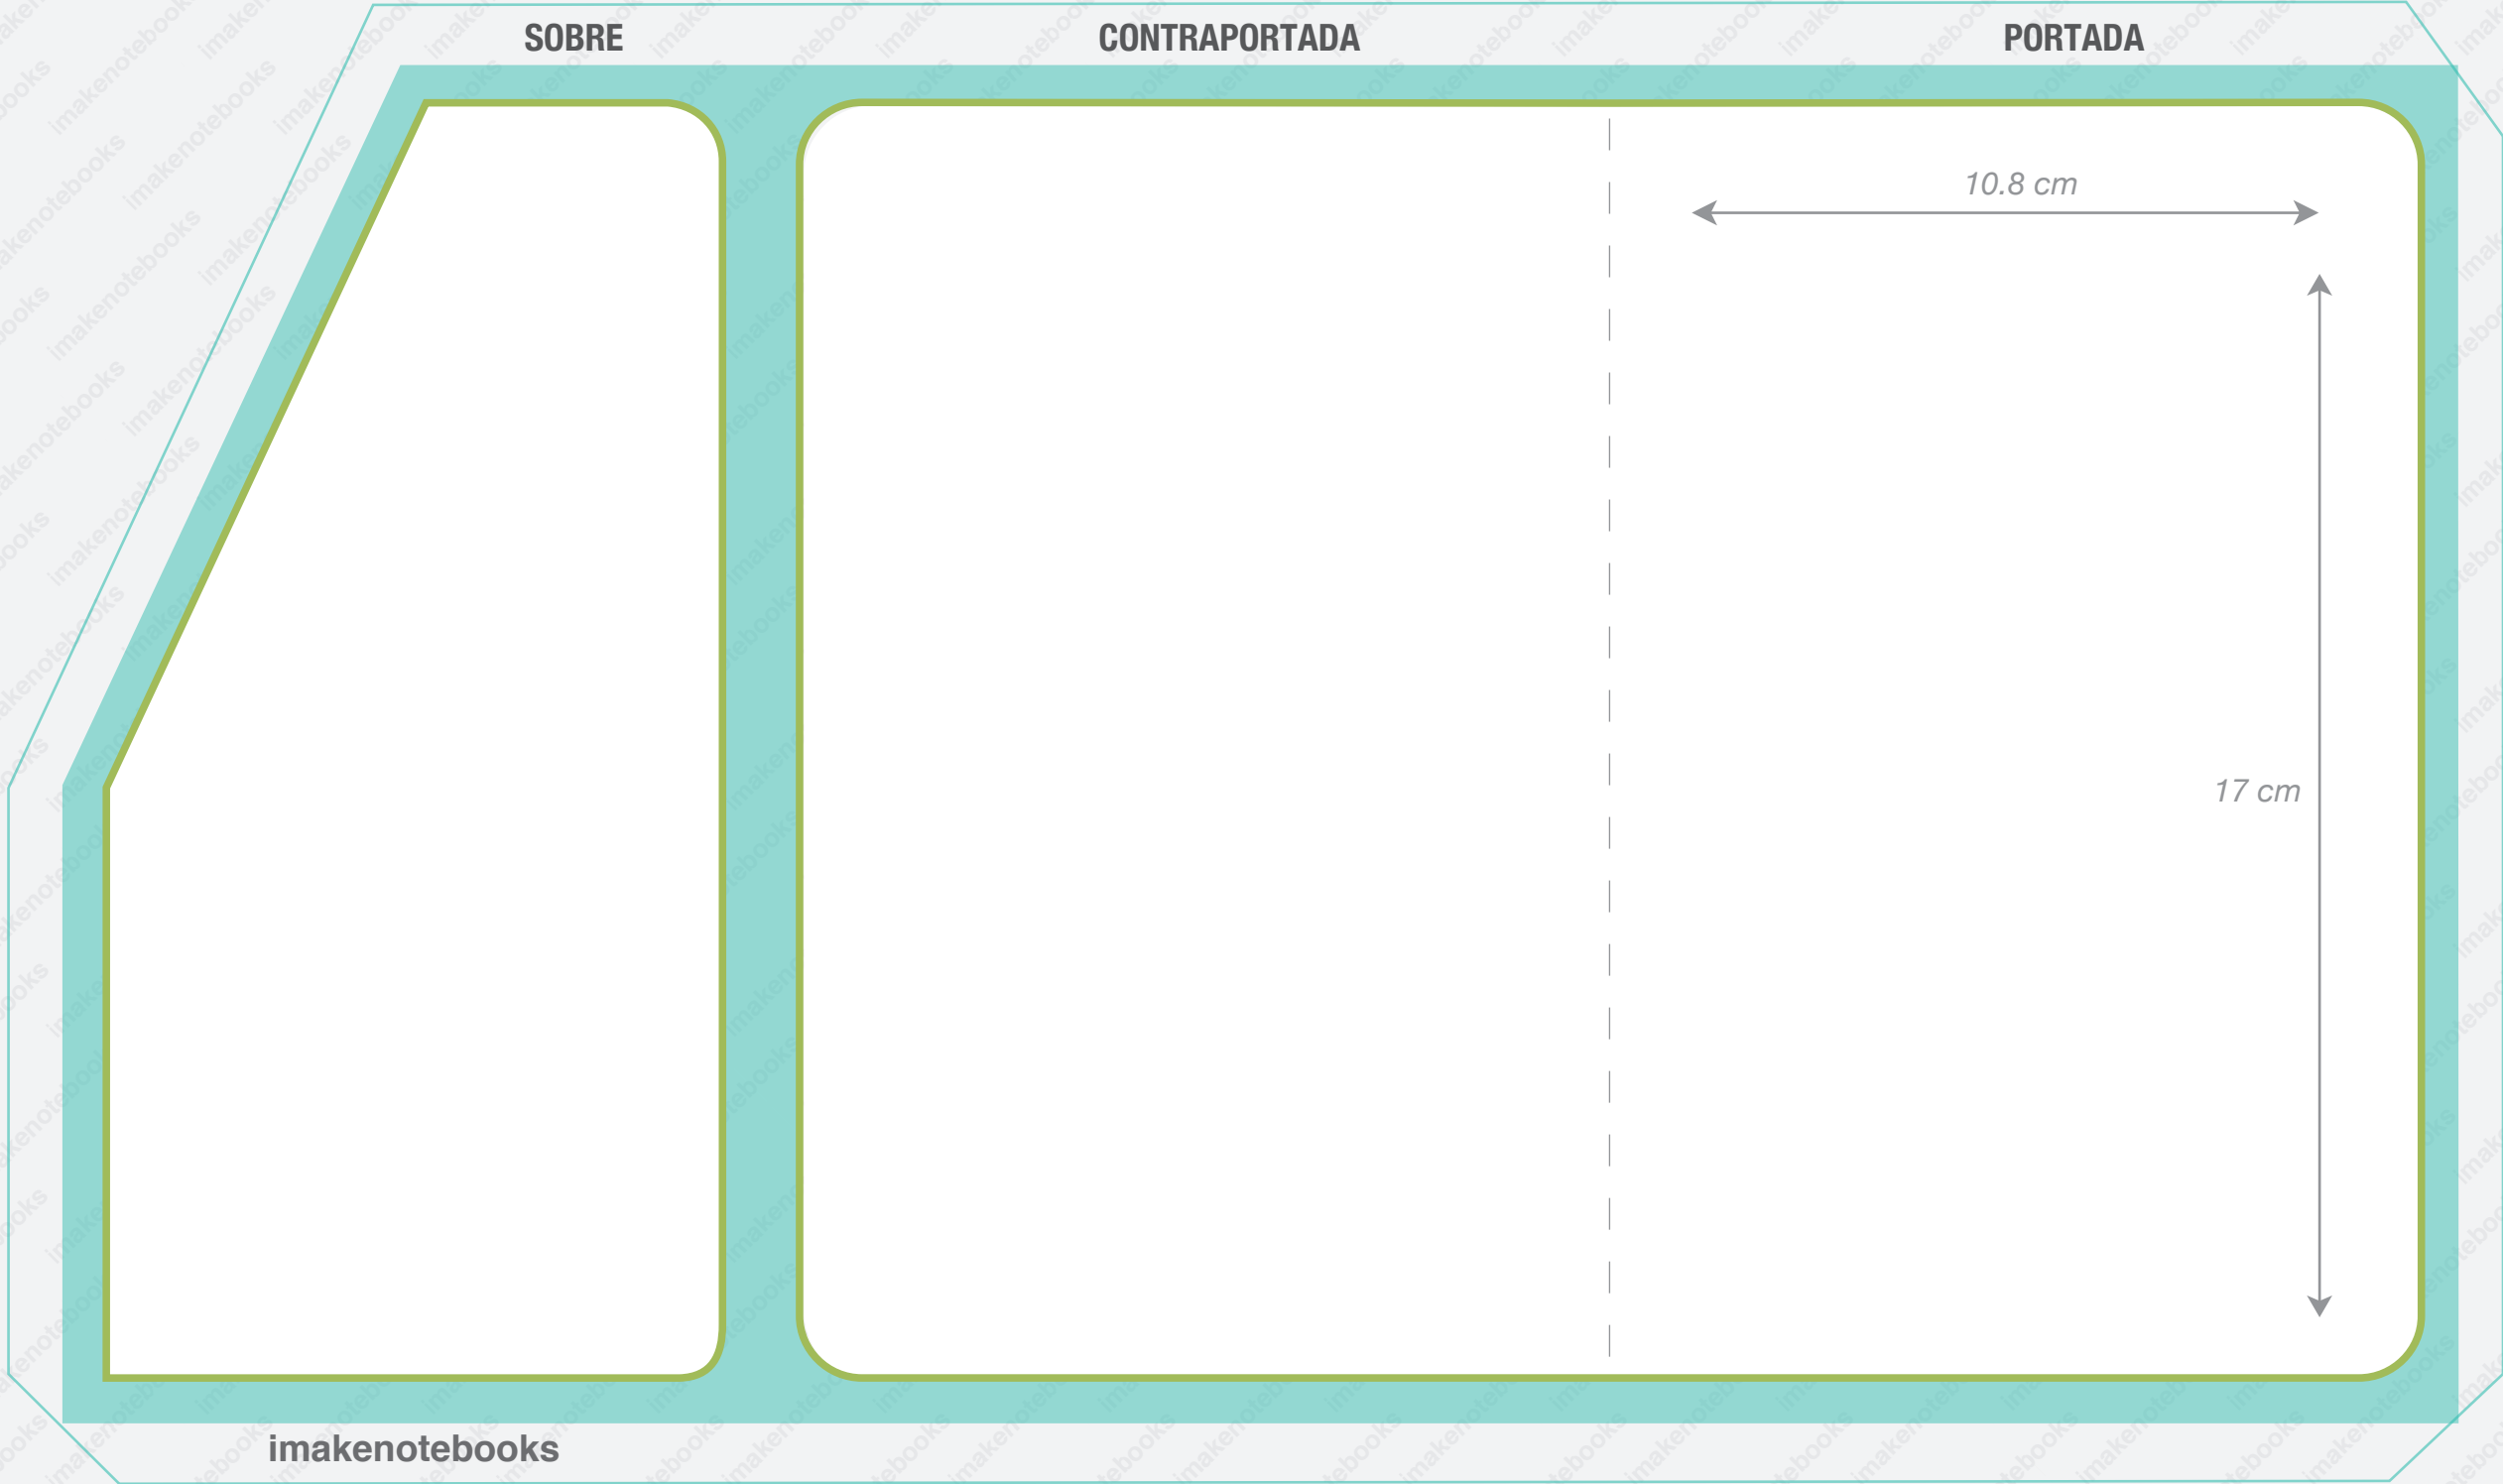 SOBRE
CONTRAPORTADA
PORTADA
10.8 cm
17 cm
imakenotebooks